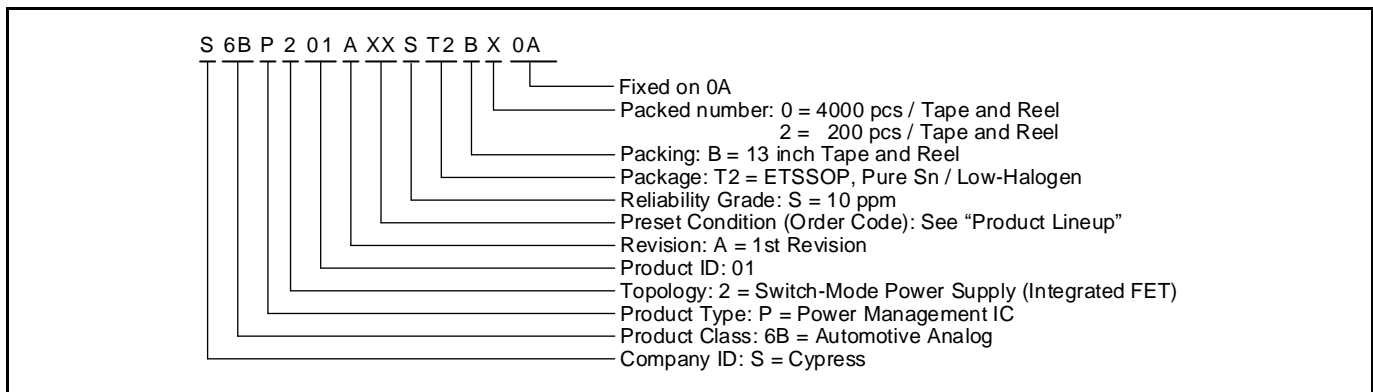 S 6B P 2 01 A XX S T2 B X 0A
Fixed on 0A
Packed number: 0 = 4000 pcs / Tape and Reel
2 = 200 pcs / Tape and Reel
Packing: B = 13 inch Tape and Reel
Package: T2 = ETSSOP, Pure Sn / Low-Halogen
Reliability Grade: S = 10 ppm
Preset Condition (Order Code): See “Product Lineup”
Revision: A = 1st Revision
Product ID: 01
Topology: 2 = Switch-Mode Power Supply (Integrated FET)
Product Type: P = Power Management IC
Product Class: 6B = Automotive Analog
Company ID: S = Cypress